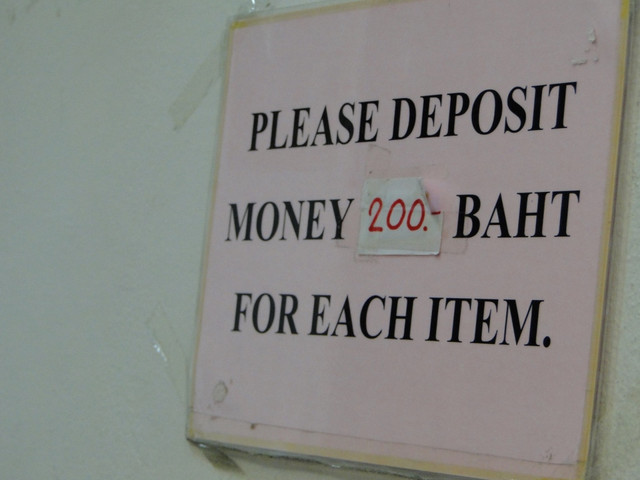 PLEASE DEPOSIT
MONEY 200.- BAHT
FOR EACH ITEM.